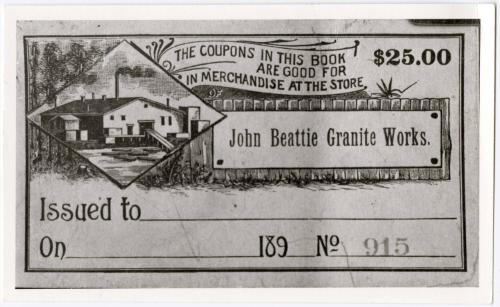 THE COUPONS IN THIS BOOK
ARE GOOD FOR
IN MERCHANDISE AT THE STORE
OF
$25.00
John Beattie Granite Works.
Issued to
On 189 No 915